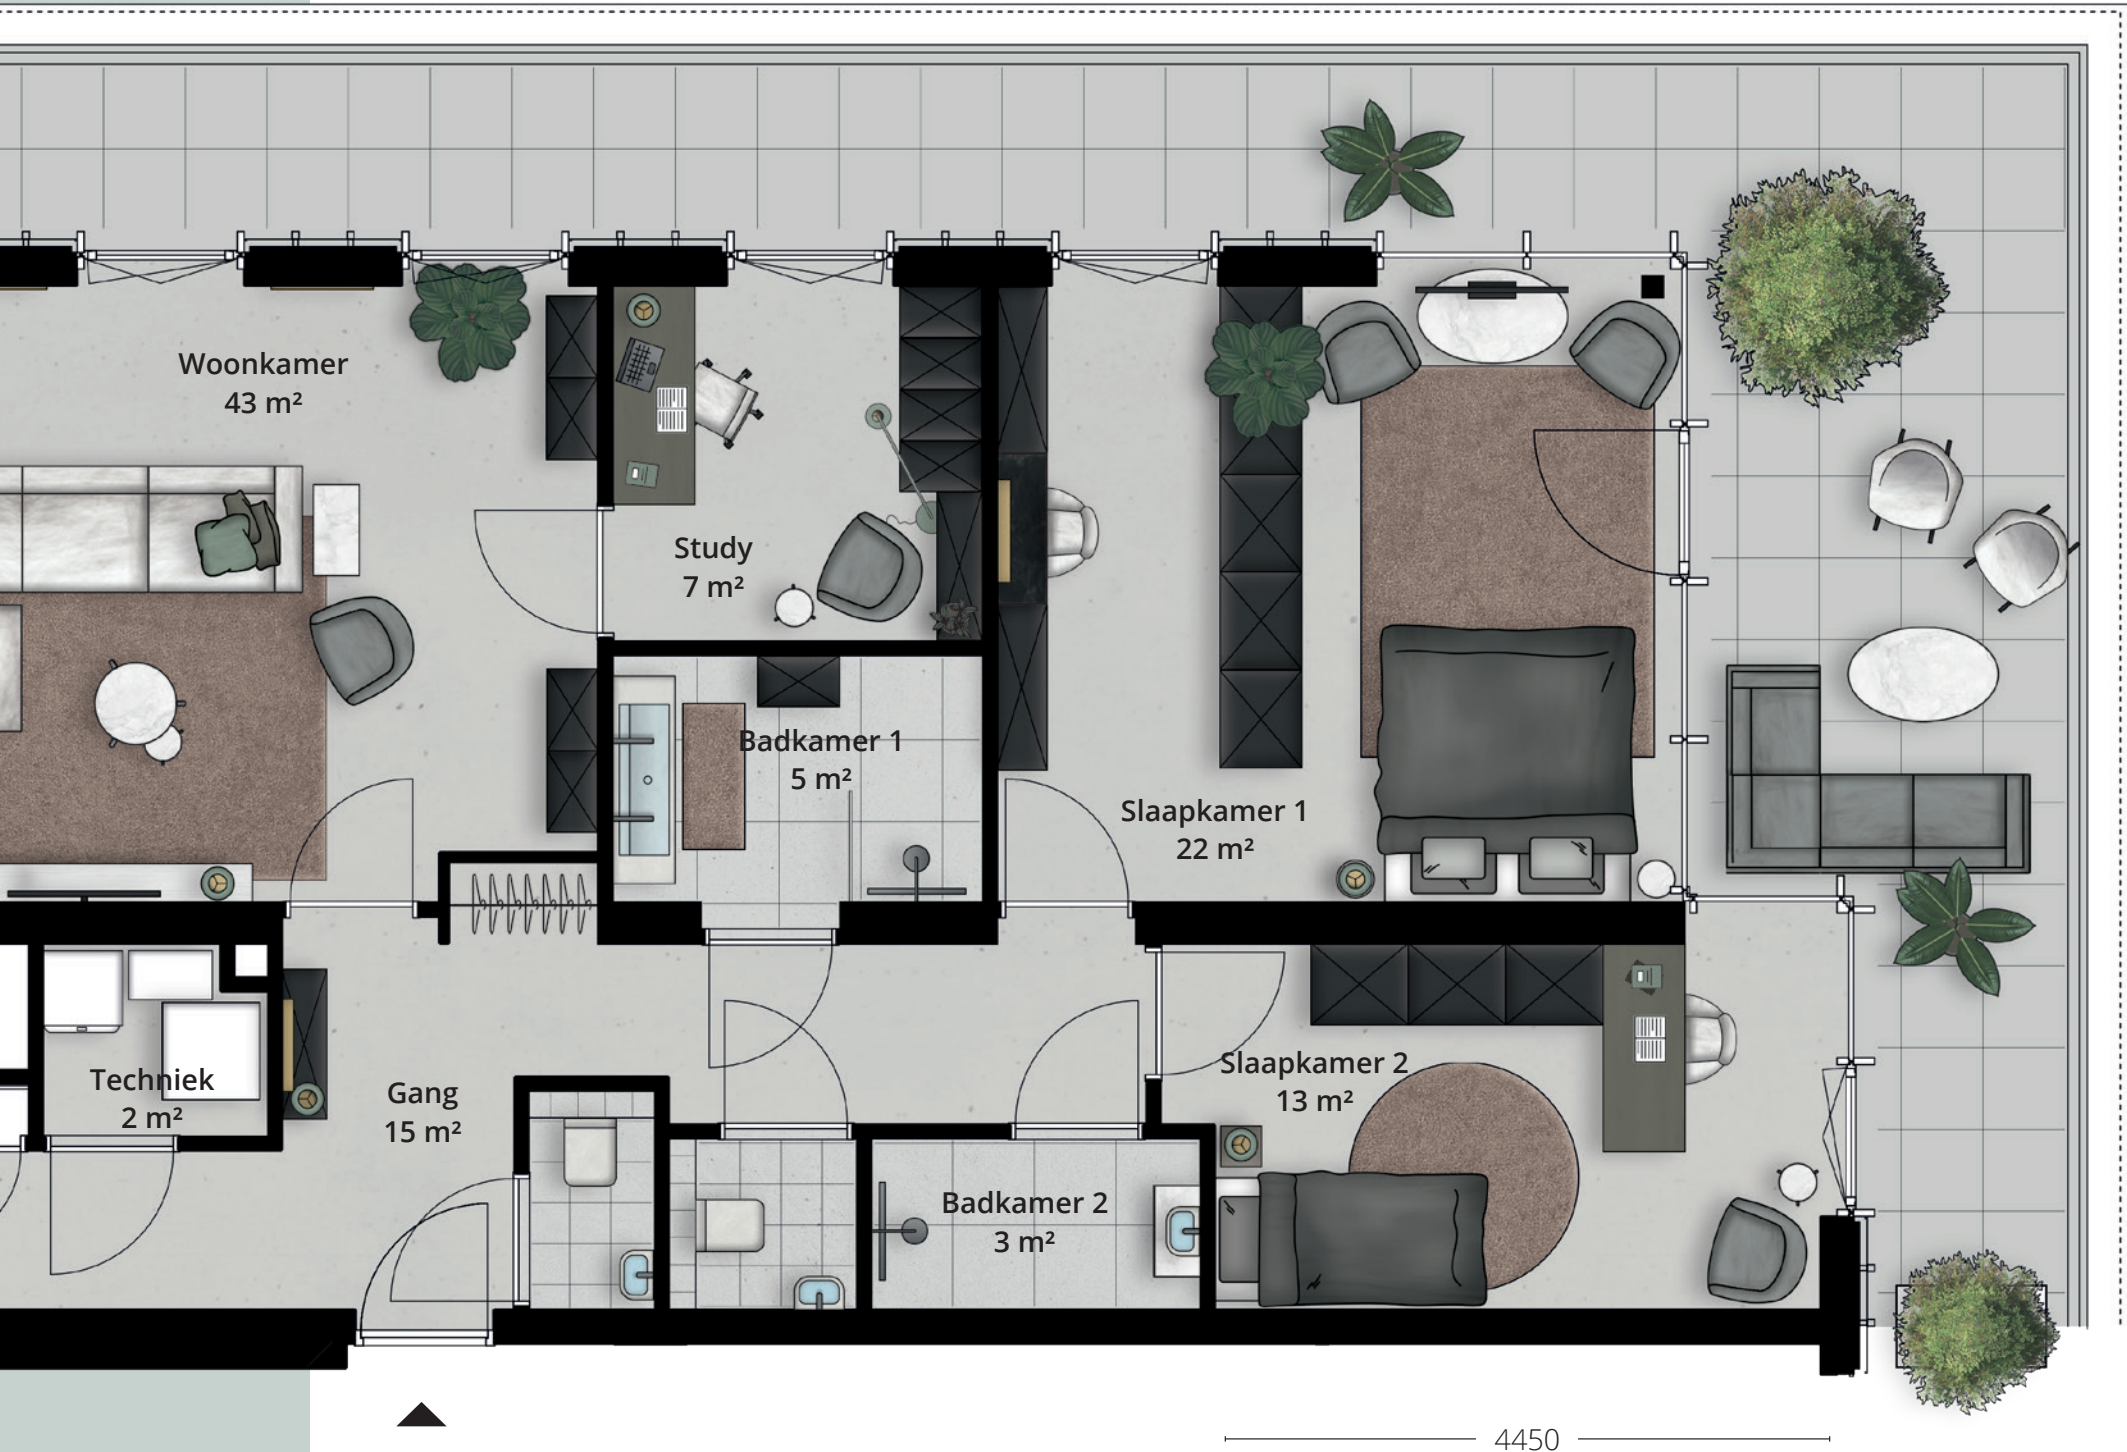 Woonkamer
43 m²
Study
7 m²
Badkamer 1
5 m²
Slaapkamer 1
22 m²
Techniek
2 m²
Gang
15 m²
Slaapkamer 2
13 m²
Badkamer 2
3 m²
4450